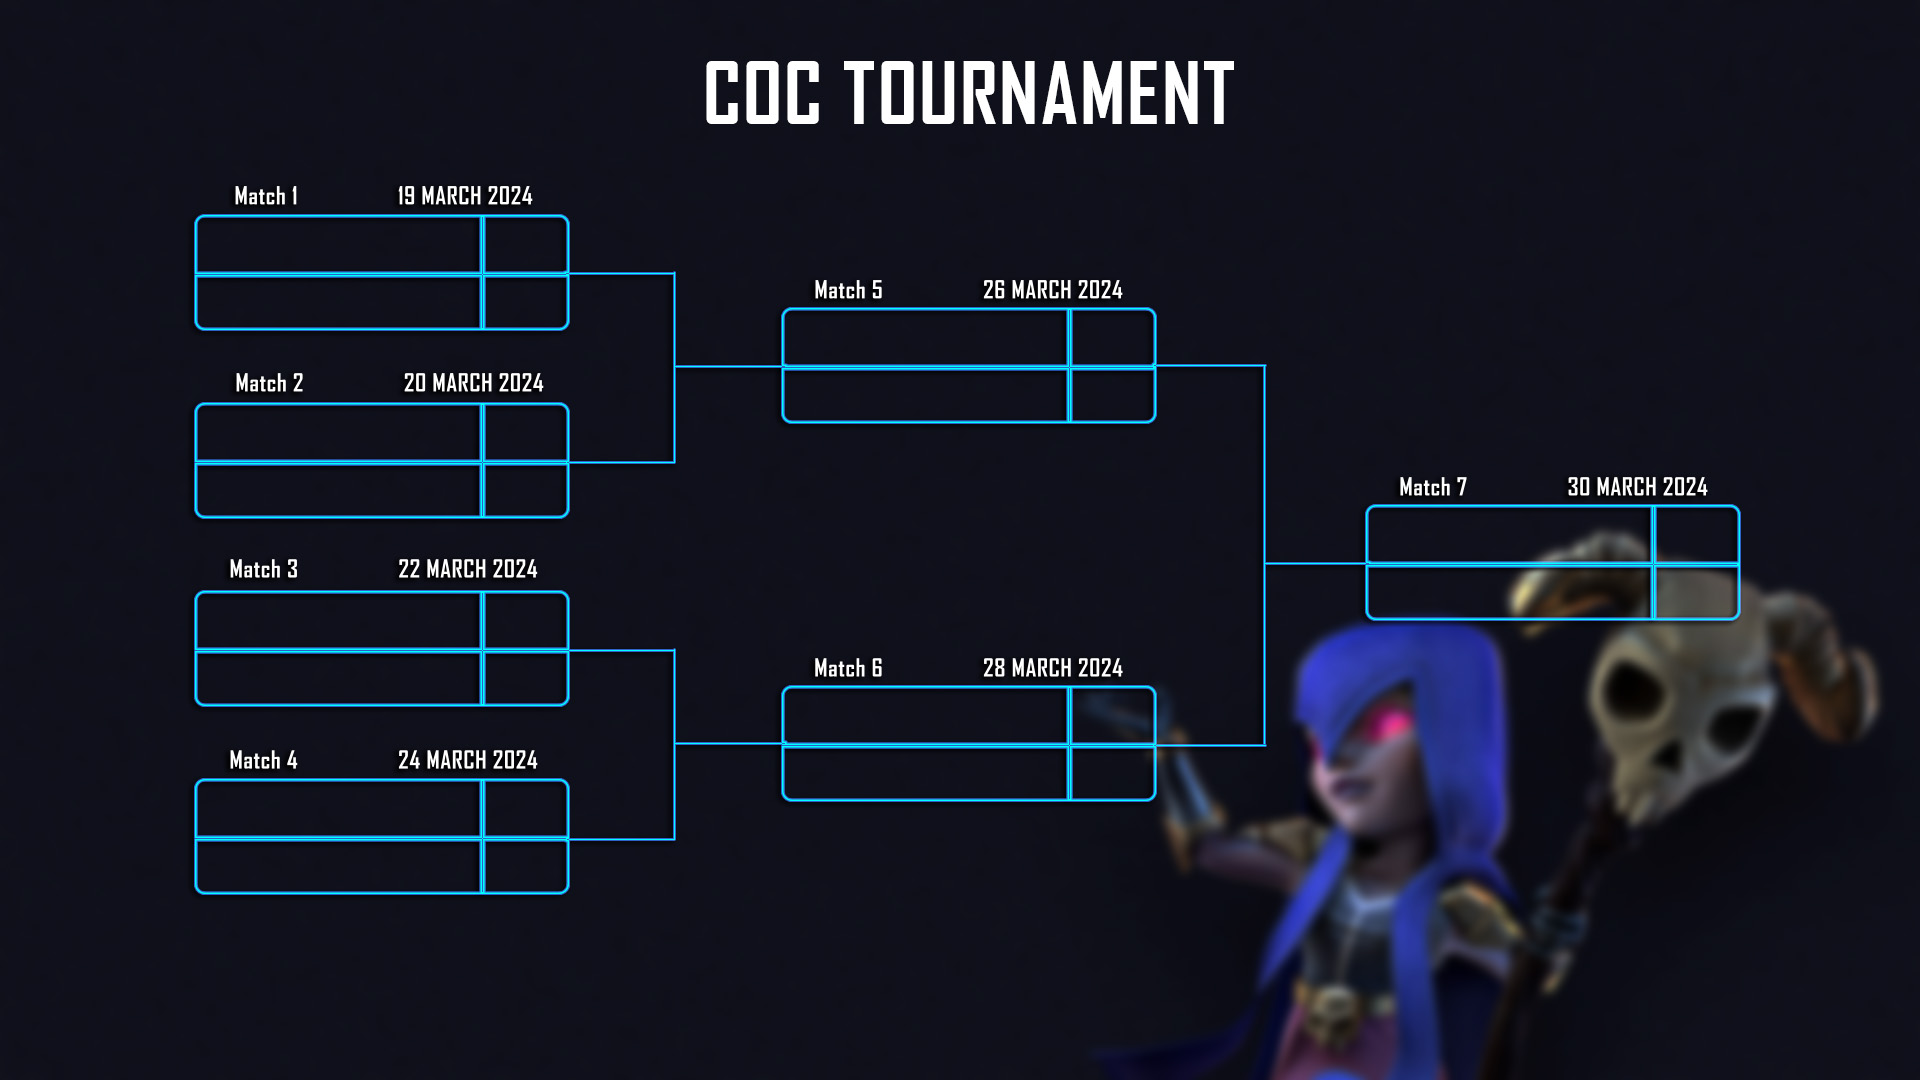 COC TOURNAMENT
Match 1 19 MARCH 2024
Match 2 20 MARCH 2024
Match 3 22 MARCH 2024
Match 4 24 MARCH 2024
Match 5 26 MARCH 2024
Match 6 28 MARCH 2024
Match 7 30 MARCH 2024